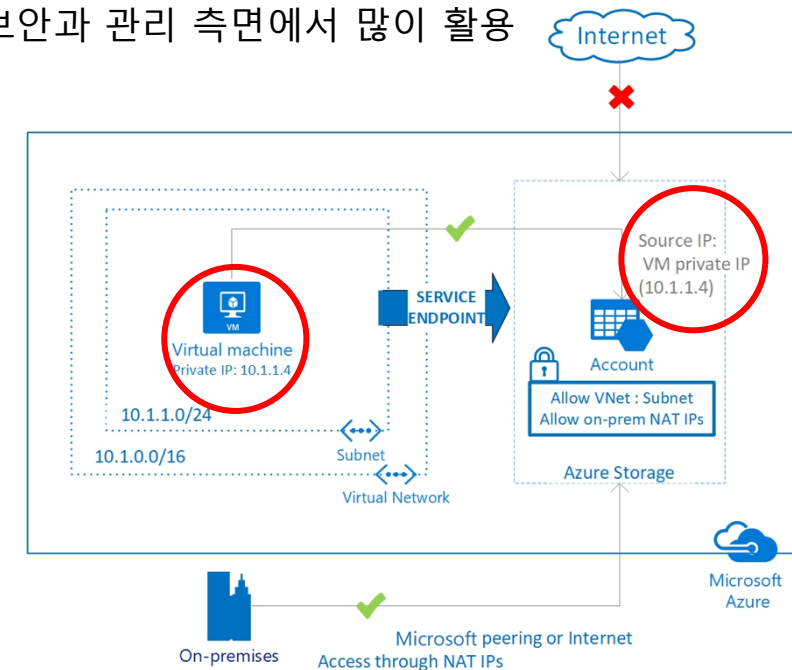 보안과 관리 측면에서 많이 활용
Internet
Source IP:
VM private IP
(10.1.1.4)
SERVICE
ENDPOINT
VM
Virtual machine
Private IP: 10.1.1.4
Account
Allow VNet : Subnet
Allow on-prem NAT IPs
10.1.1.0/24
10.1.0.0/16
Subnet
Azure Storage
Virtual Network
Microsoft
Azure
Microsoft peering or Internet
On-premises
Access through NAT IPs